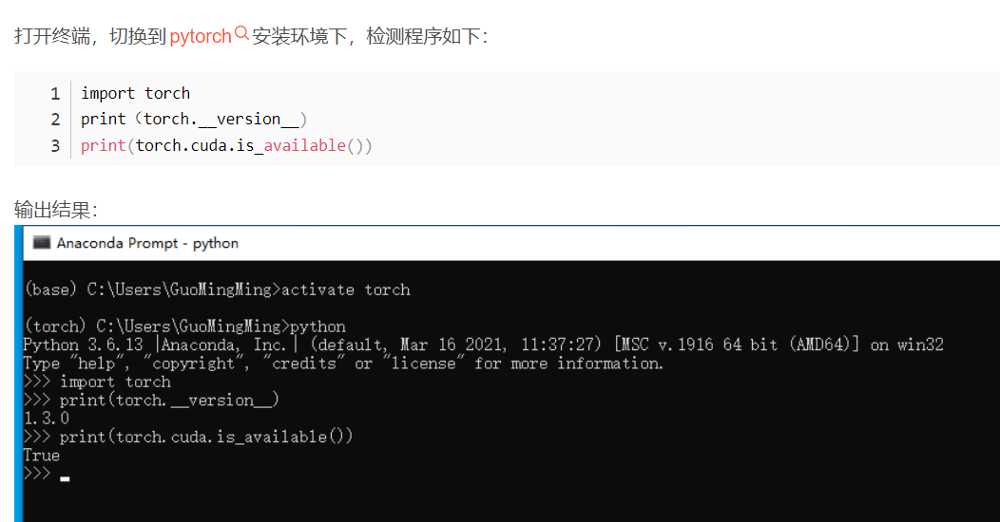 打开终端，切换到pytorch安装环境下，检测程序如下：
1 import torch
2 print（torch.__version__)
3 print(torch.cuda.is_available())
输出结果：
Anaconda Prompt - python
(base) C:\Users\GuoMingMing>activate torch
(torch) C:\Users\GuoMingMing>python
Python 3.6.13 |Anaconda, Inc.| (default, Mar 16 2021, 11:37:27) [MSC v.1916 64 bit (AMD64)] on win32
Type "help", "copyright", "credits" or "license" for more information.
>>> import torch
>>> print(torch.__version__)
1.3.0
>>> print(torch.cuda.is_available())
True
>>>